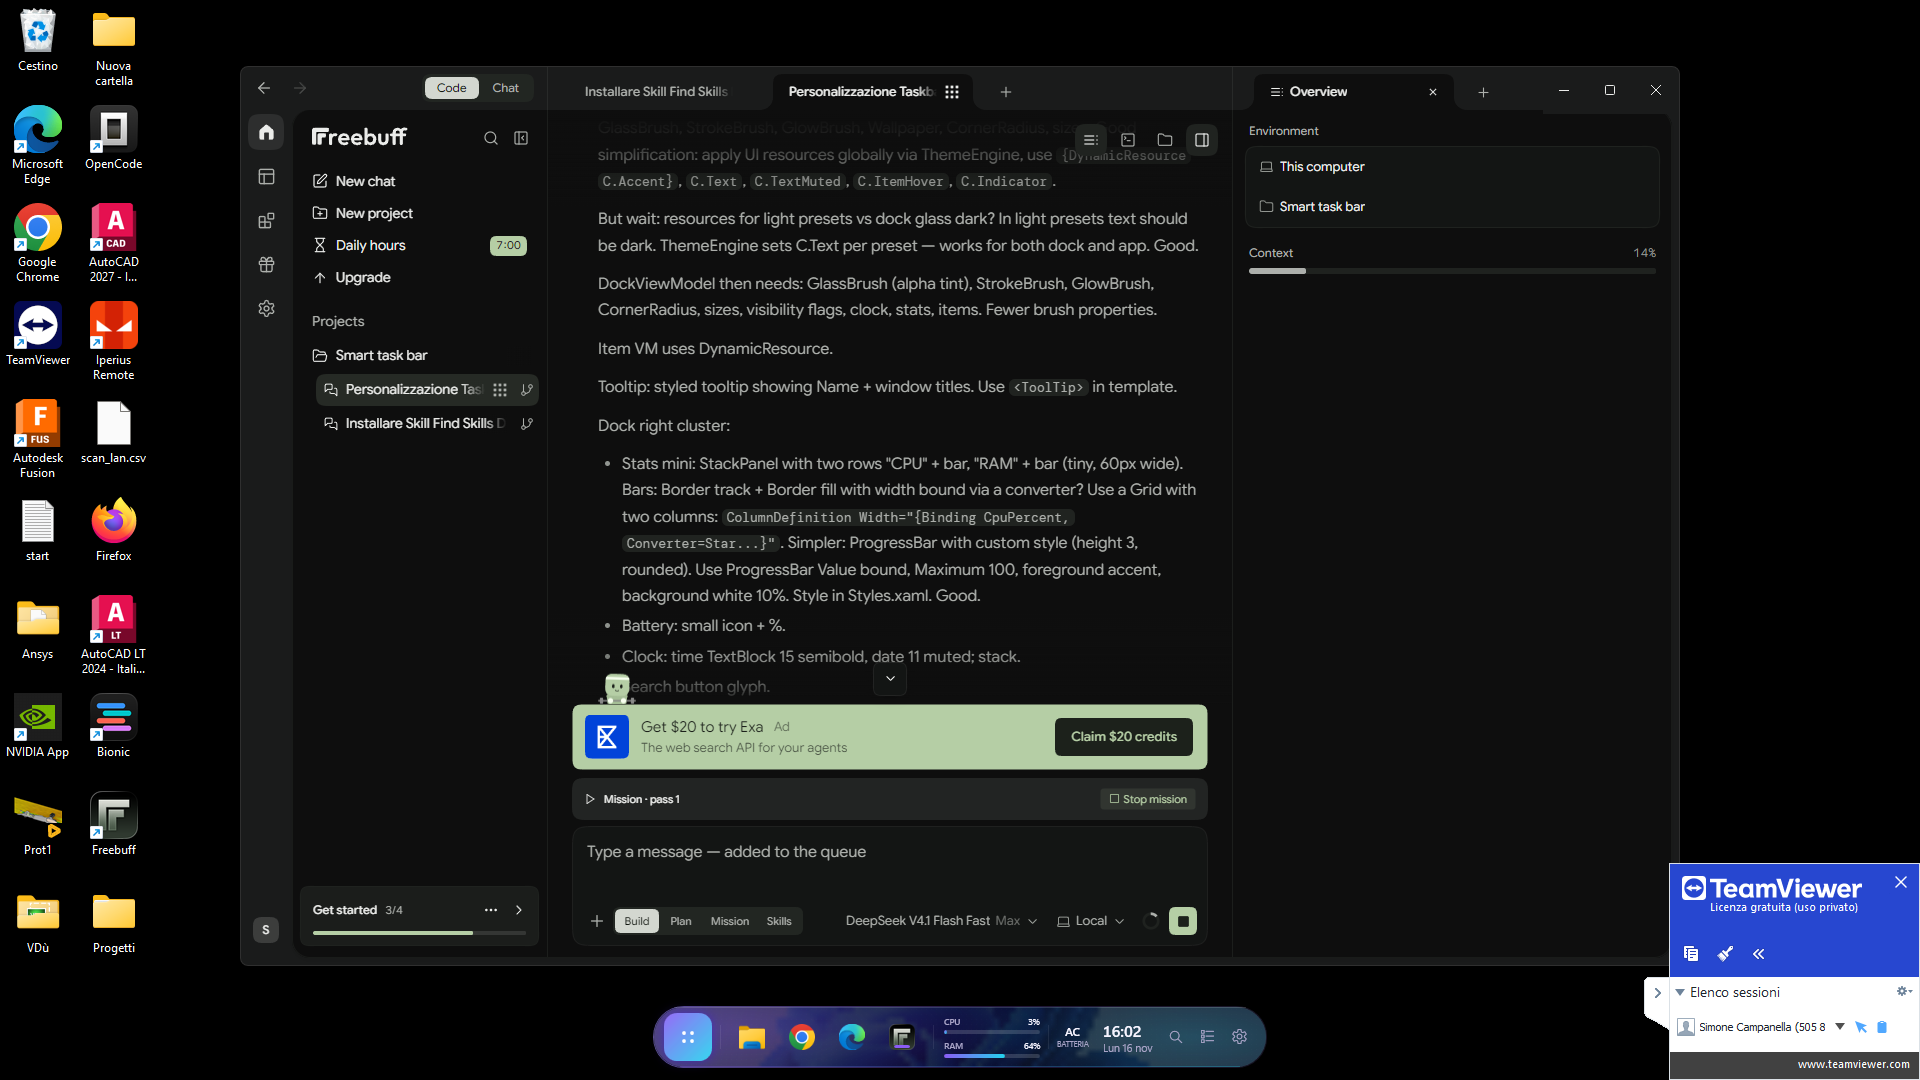 Cestino
Nuova
cartella
Microsoft
Edge
OpenCode
Google
Chrome
AutoCAD
2027 - I...
TeamViewer
Iperius
Remote
Autodesk
Fusion
scan_lan.csv
start
Firefox
Ansys
AutoCAD LT
2024 - Itali...
NVIDIA App
Bionic
Prot1
Freebuff
VDù
Progetti
Code
Chat
Freebuff
New chat
New project
Daily hours
7:00
Upgrade
Projects
Smart task bar
Personalizzazione Tas
Installare Skill Find Skills D
Get started 3/4
S
Installare Skill Find Skills
Personalizzazione Taskb
GlassBrush, StrokeBrush, GlowBrush, Wallpaper, CornerRadius, sizes. Good
simplification: apply UI resources globally via ThemeEngine, use {DynamicResource
C.Accent}, C.Text, C.TextMuted, C.ItemHover, C.Indicator.
But wait: resources for light presets vs dock glass dark? In light presets text should
be dark. ThemeEngine sets C.Text per preset — works for both dock and app. Good.
DockViewModel then needs: GlassBrush (alpha tint), StrokeBrush, GlowBrush,
CornerRadius, sizes, visibility flags, clock, stats, items. Fewer brush properties.
Item VM uses DynamicResource.
Tooltip: styled tooltip showing Name + window titles. Use <ToolTip> in template.
Dock right cluster:
• Stats mini: StackPanel with two rows "CPU" + bar, "RAM" + bar (tiny, 60px wide).
Bars: Border track + Border fill with width bound via a converter? Use a Grid with
two columns: ColumnDefinition Width="{Binding CpuPercent,
Converter=Star...}". Simpler: ProgressBar with custom style (height 3,
rounded). Use ProgressBar Value bound, Maximum 100, foreground accent,
background white 10%. Style in Styles.xaml. Good.
• Battery: small icon + %.
• Clock: time TextBlock 15 semibold, date 11 muted; stack.
earch button glyph.
Get $20 to try Exa Ad
The web search API for your agents
Claim $20 credits
Mission · pass 1
Stop mission
Type a message — added to the queue
Build
Plan
Mission
Skills
DeepSeek V4.1 Flash Fast Max
Local
Overview
Environment
This computer
Smart task bar
Context
14%
CPU
3%
RAM
64%
AC
BATTERIA
16:02
Lun 16 nov
TeamViewer
Licenza gratuita (uso privato)
Elenco sessioni
Simone Campanella (505 8
www.teamviewer.com